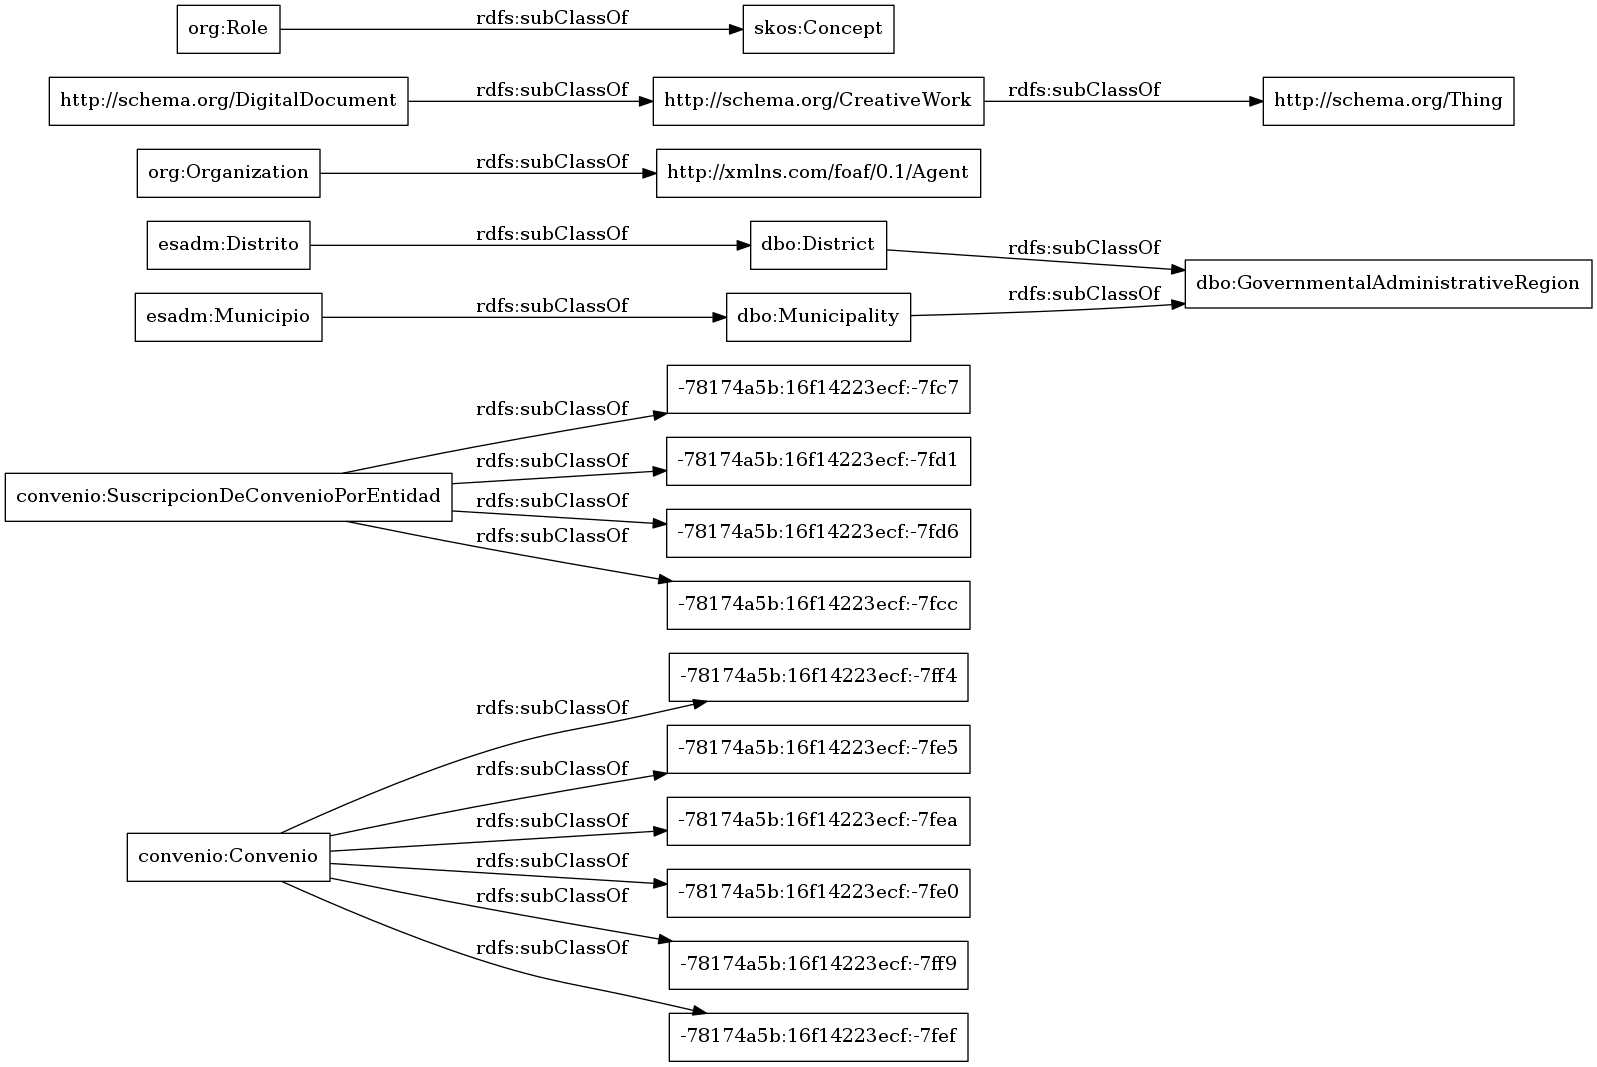 org:Role
rdfs:subClassOf
skos:Concept
http://schema.org/DigitalDocument
rdfs:subClassOf
http://schema.org/CreativeWork
rdfs:subClassOf
http://schema.org/Thing
org:Organization
rdfs:subClassOf
http://xmlns.com/foaf/0.1/Agent
esadm:Distrito
rdfs:subClassOf
dbo:District
rdfs:subClassOf
dbo:GovernmentalAdministrativeRegion
esadm:Municipio
rdfs:subClassOf
dbo:Municipality
rdfs:subClassOf
convenio:SuscripcionDeConvenioPorEntidad
rdfs:subClassOf
-78174a5b:16f14223ecf:-7fc7
rdfs:subClassOf
-78174a5b:16f14223ecf:-7fd1
rdfs:subClassOf
-78174a5b:16f14223ecf:-7fd6
rdfs:subClassOf
-78174a5b:16f14223ecf:-7fcc
convenio:Convenio
rdfs:subClassOf
-78174a5b:16f14223ecf:-7ff4
rdfs:subClassOf
-78174a5b:16f14223ecf:-7fe5
rdfs:subClassOf
-78174a5b:16f14223ecf:-7fea
rdfs:subClassOf
-78174a5b:16f14223ecf:-7fe0
rdfs:subClassOf
-78174a5b:16f14223ecf:-7ff9
rdfs:subClassOf
-78174a5b:16f14223ecf:-7fef